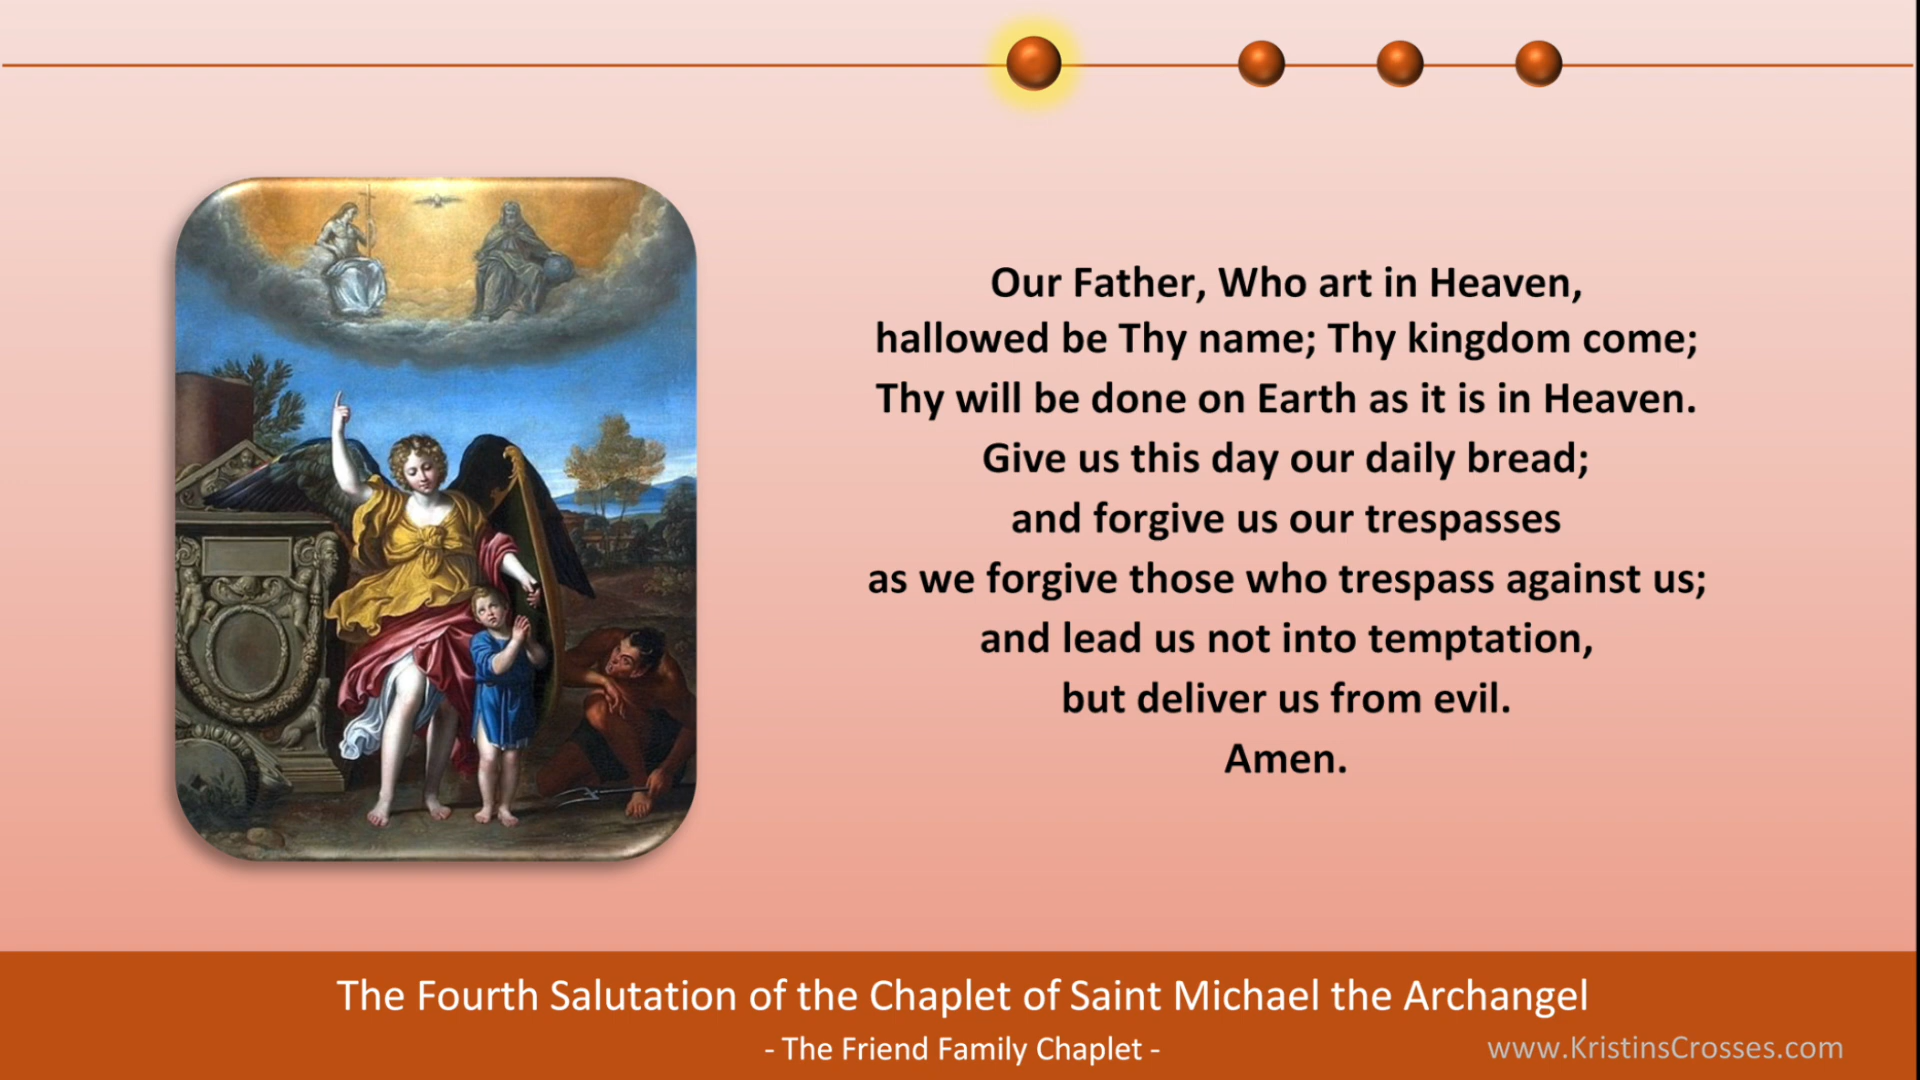 Our Father, Who art in Heaven,
hallowed be Thy name; Thy kingdom come;
Thy will be done on Earth as it is in Heaven.
Give us this day our daily bread;
and forgive us our trespasses
as we forgive those who trespass against us;
and lead us not into temptation,
but deliver us from evil.
Amen.
The Fourth Salutation of the Chaplet of Saint Michael the Archangel
- The Friend Family Chaplet -
www.KristinsCrosses.com